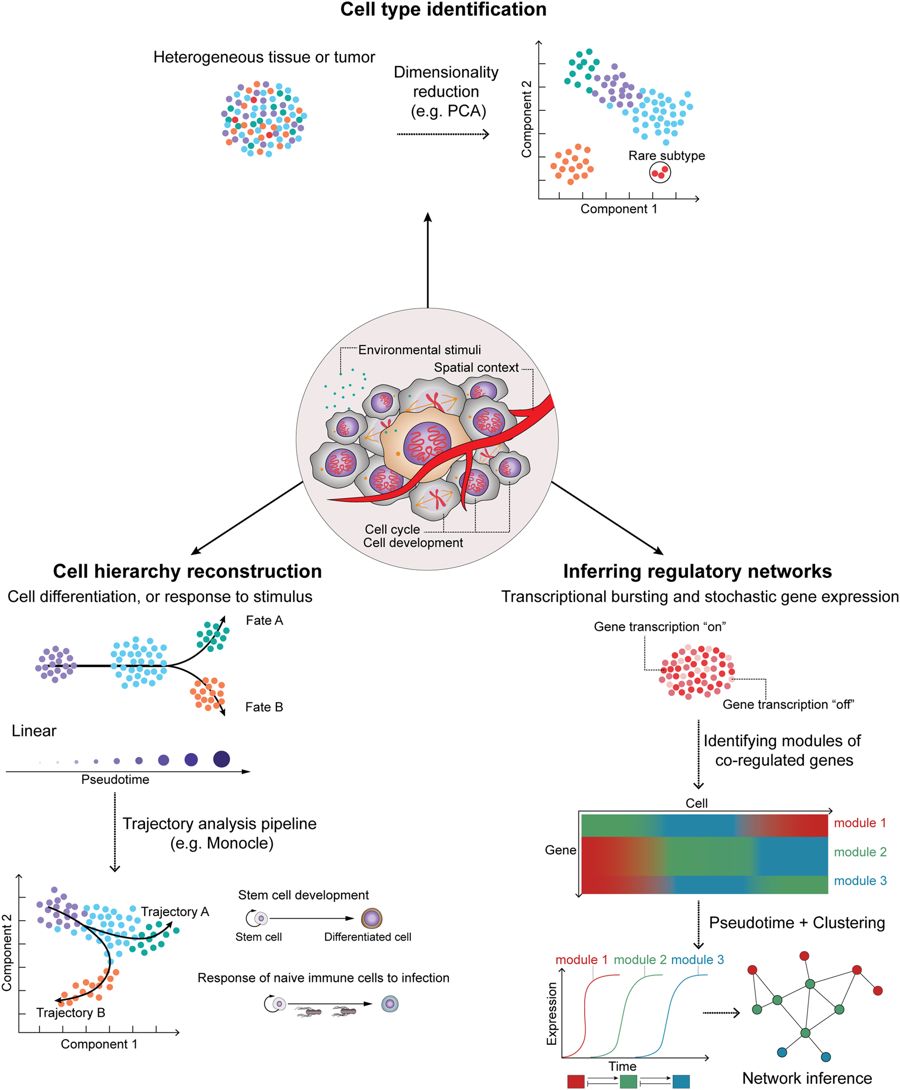 Cell type identification
Heterogeneous tissue or tumor
Dimensionality
reduction
(e.g. PCA)
Component 2
Rare subtype
Component 1
Environmental stimuli
Spatial context
Cell cycle
Cell development
Cell hierarchy reconstruction
Cell differentiation, or response to stimulus
Fate A
Fate B
Linear
Pseudotime
Trajectory analysis pipeline
(e.g. Monocle)
Component 2
Trajectory A
Trajectory B
Component 1
Stem cell development
Stem cell
Differentiated cell
Response of naive immune cells to infection
Inferring regulatory networks
Transcriptional bursting and stochastic gene expression
Gene transcription “on”
Gene transcription “off”
Identifying modules of
co-regulated genes
Cell
Gene
module 1
module 2
module 3
Pseudotime + Clustering
module 1
module 2
module 3
Expression
Time
Network inference